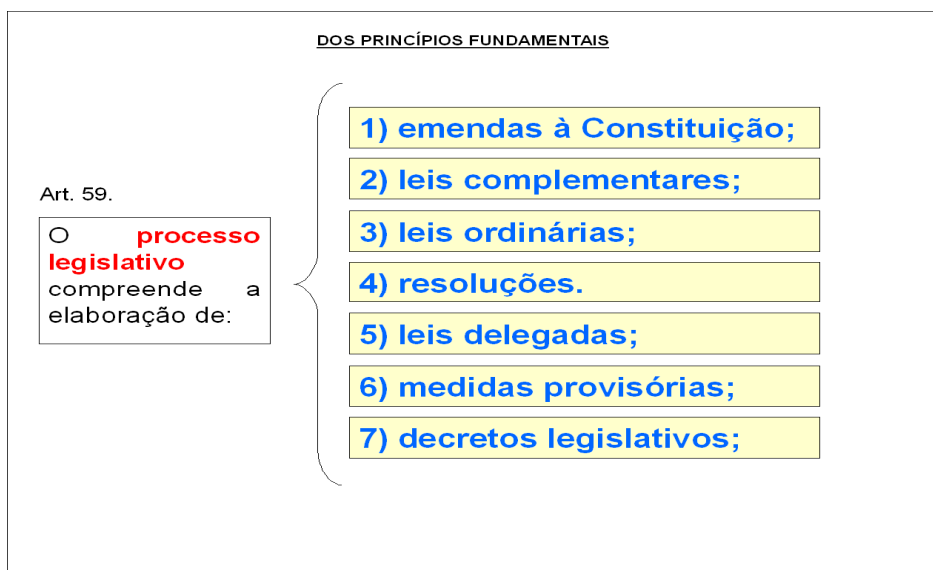 DOS PRINCÍPIOS FUNDAMENTAIS
Art. 59.
O processo
legislativo
compreende a
elaboração de:
1) emendas à Constituição;
2) leis complementares;
3) leis ordinárias;
4) resoluções.
5) leis delegadas;
6) medidas provisórias;
7) decretos legislativos;